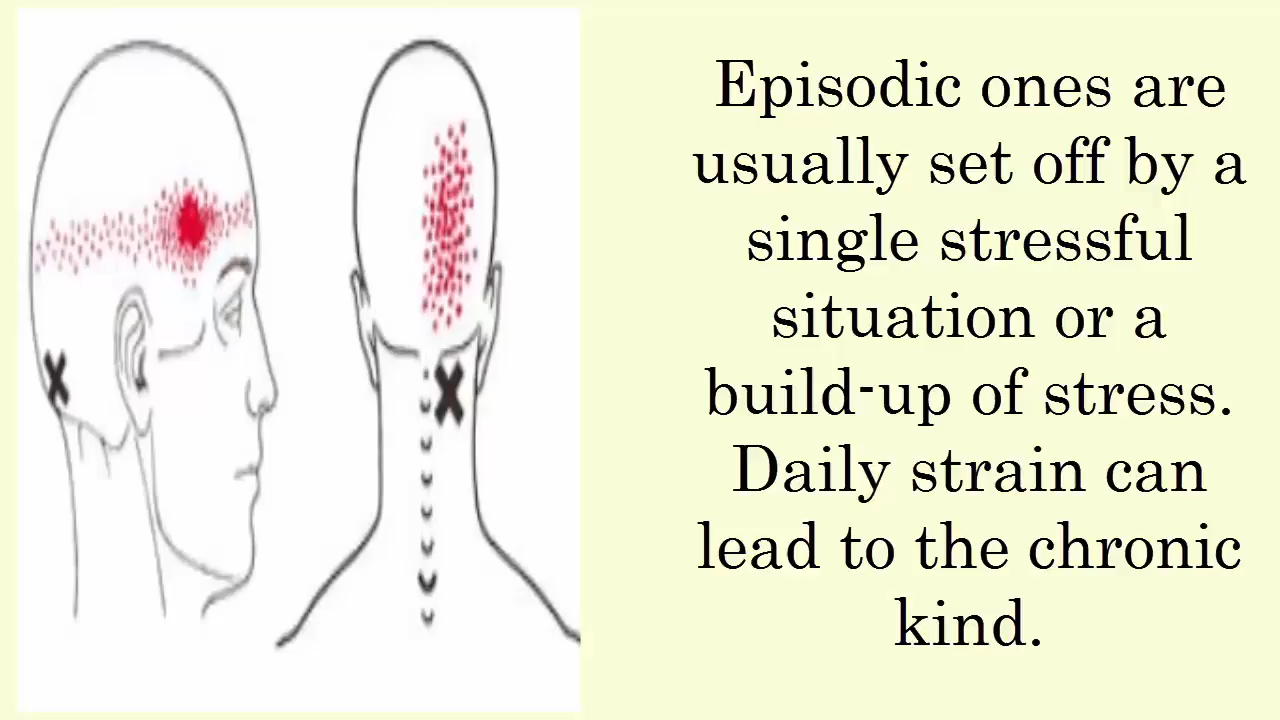 Episodic ones are
usually set off by a
single stressful
situation or a
build-up of stress.
Daily strain can
lead to the chronic
kind.